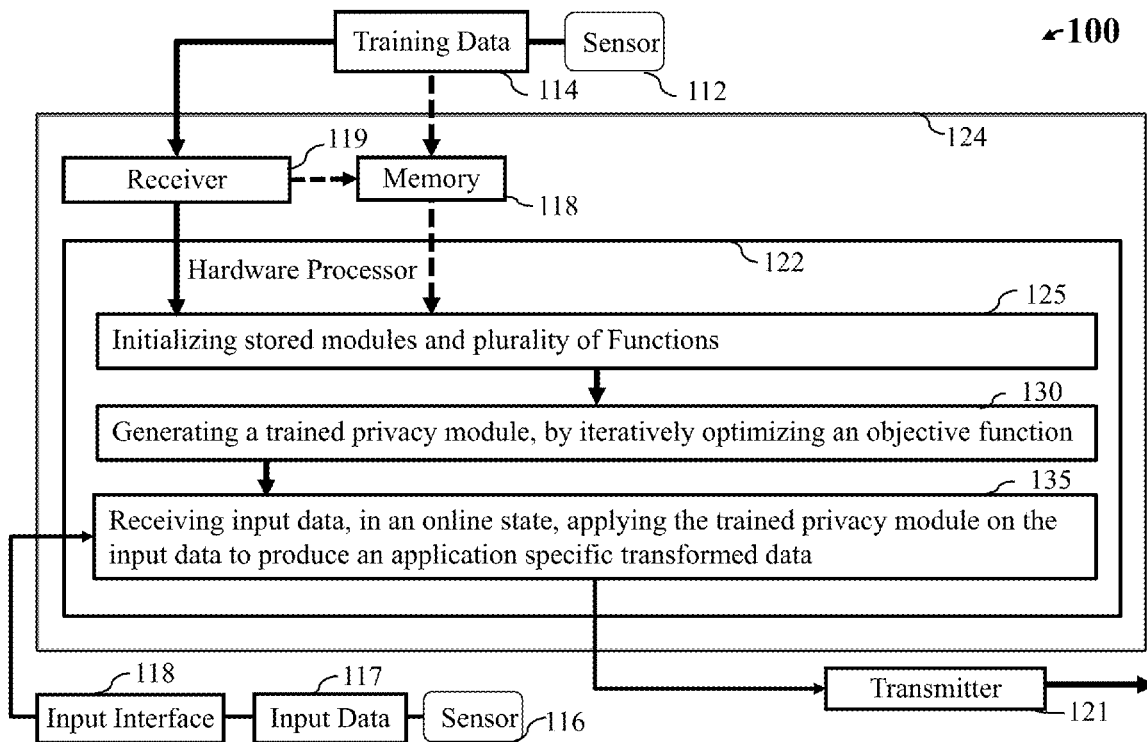 100
Training Data
Sensor
114
112
124
119
Receiver
Memory
118
122
Hardware Processor
125
Initializing stored modules and plurality of Functions
130
Generating a trained privacy module, by iteratively optimizing an objective function
135
Receiving input data, in an online state, applying the trained privacy module on the
input data to produce an application specific transformed data
118
117
Input Interface
Input Data
Sensor
116
Transmitter
121